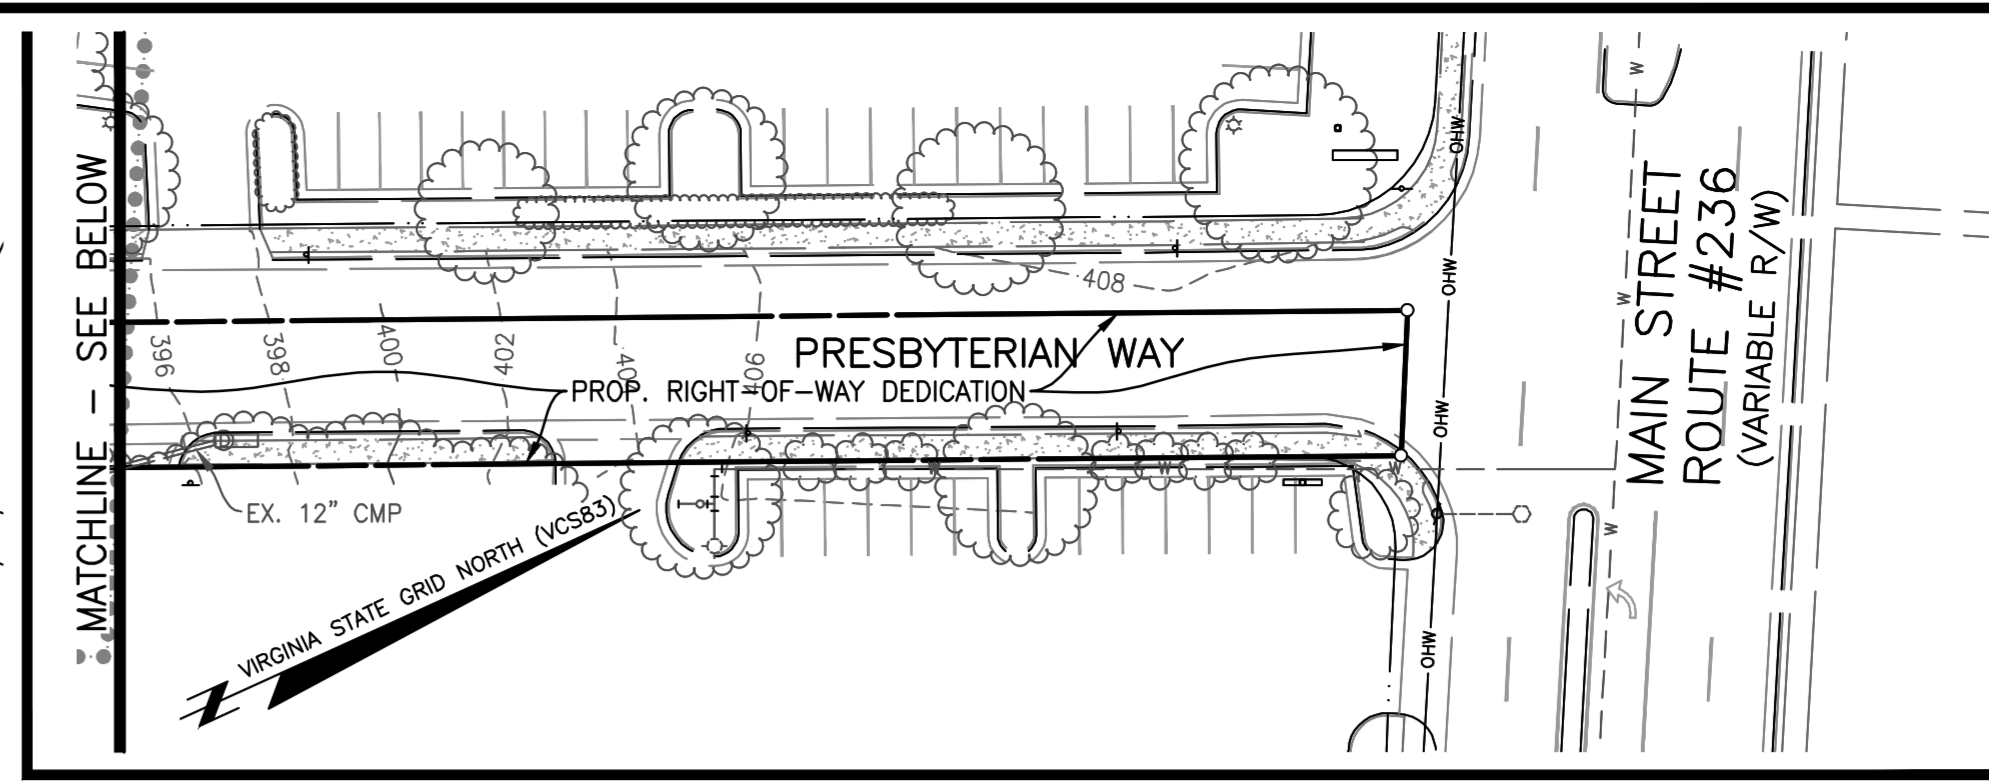 MATCHLINE - SEE BELOW
396
398
400
402
404
406
408
PRESBYTERIAN WAY
PROP. RIGHT-OF-WAY DEDICATION
EX. 12" CMP
VIRGINIA STATE GRID NORTH (VCS83)
N
OHW
OHW
OHW
OHW
W
W
W
W
W
W
MAIN STREET
ROUTE #236
(VARIABLE R/W)